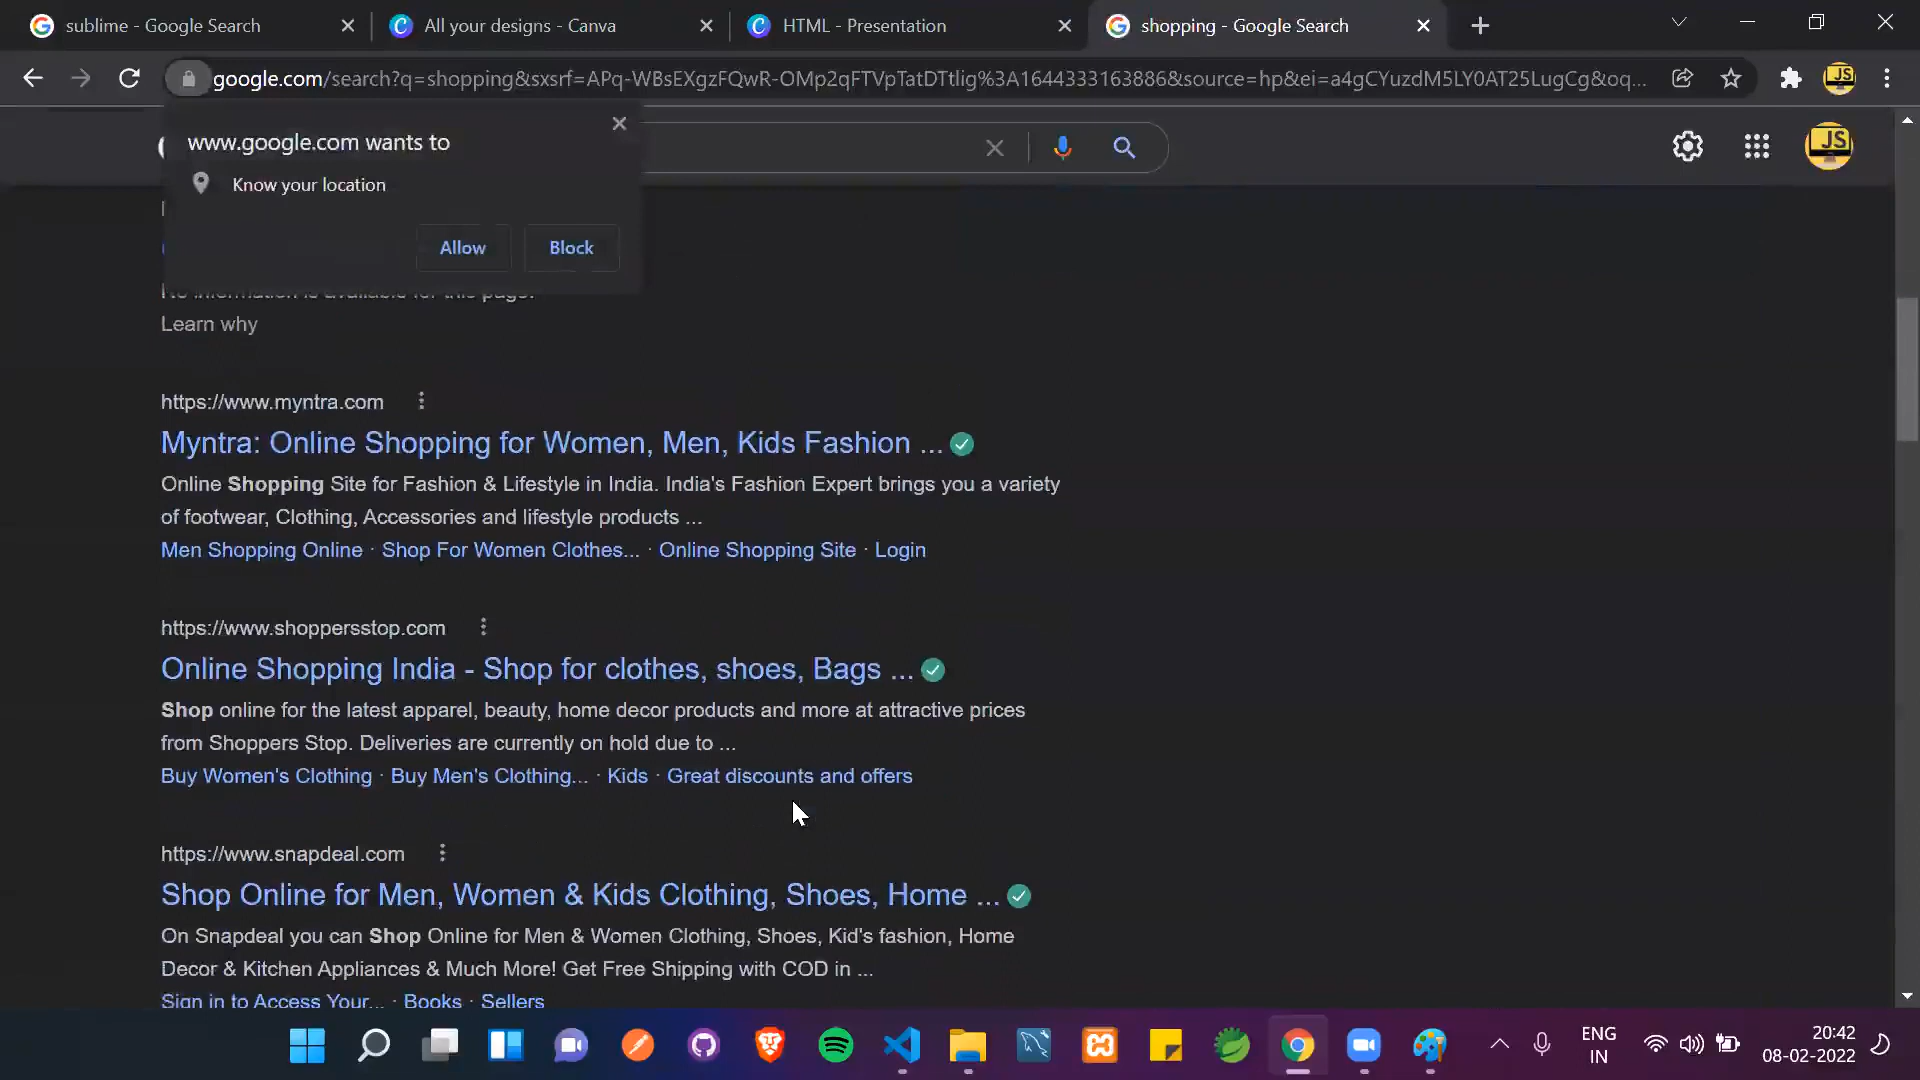 sublime - Google Search
All your designs - Canva
HTML - Presentation
shopping - Google Search
google.com/search?q=shopping&sxsrf=APq-WBsEXgzFQwR-OMp2qFTVpTatDTtlig%3A1644333163886&source=hp&ei=a4gCYuzdM5LY0AT25LugCg&oq...
JS
www.google.com wants to
Know your location
Allow
Block
JS
No information is available for this page.
Learn why
https://www.myntra.com
Myntra: Online Shopping for Women, Men, Kids Fashion ...
Online Shopping Site for Fashion & Lifestyle in India. India's Fashion Expert brings you a variety
of footwear, Clothing, Accessories and lifestyle products ...
Men Shopping Online · Shop For Women Clothes... · Online Shopping Site · Login
https://www.shoppersstop.com
Online Shopping India - Shop for clothes, shoes, Bags ...
Shop online for the latest apparel, beauty, home decor products and more at attractive prices
from Shoppers Stop. Deliveries are currently on hold due to ...
Buy Women's Clothing · Buy Men's Clothing... · Kids · Great discounts and offers
https://www.snapdeal.com
Shop Online for Men, Women & Kids Clothing, Shoes, Home ...
On Snapdeal you can Shop Online for Men & Women Clothing, Shoes, Kid's fashion, Home
Decor & Kitchen Appliances & Much More! Get Free Shipping with COD in ...
Sign in to Access Your... · Books · Sellers
ENG
IN
20:42
08-02-2022